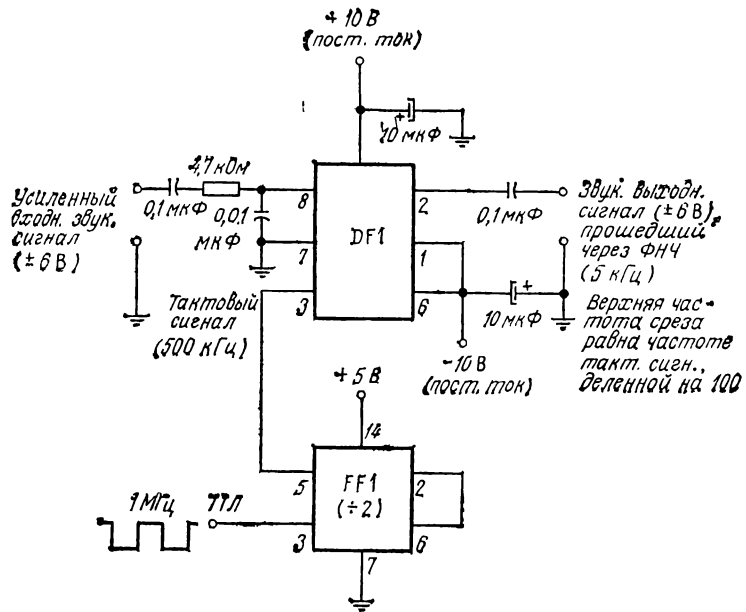 + 10 В
(пост. ток)
10 мкФ
4,7 кОм
0,1 мкФ
0,01
мкФ
Усиленный
входн. звук.
сигнал
(± 6 В)
8
7
3
DF1
2
1
6
0,1 мкФ
Звук. выходн.
сигнал (± 6 В),
прошедший
через ФНЧ
(5 кГц)
10 мкФ
Верхняя час-
тота среза
равна частоте
такт. сигн.,
деленной на 100
Тактовый
сигнал
(500 кГц)
-10 В
(пост. ток)
+ 5 В
14
5
3
FF1
(÷2)
2
6
7
1 МГц
ТТЛ